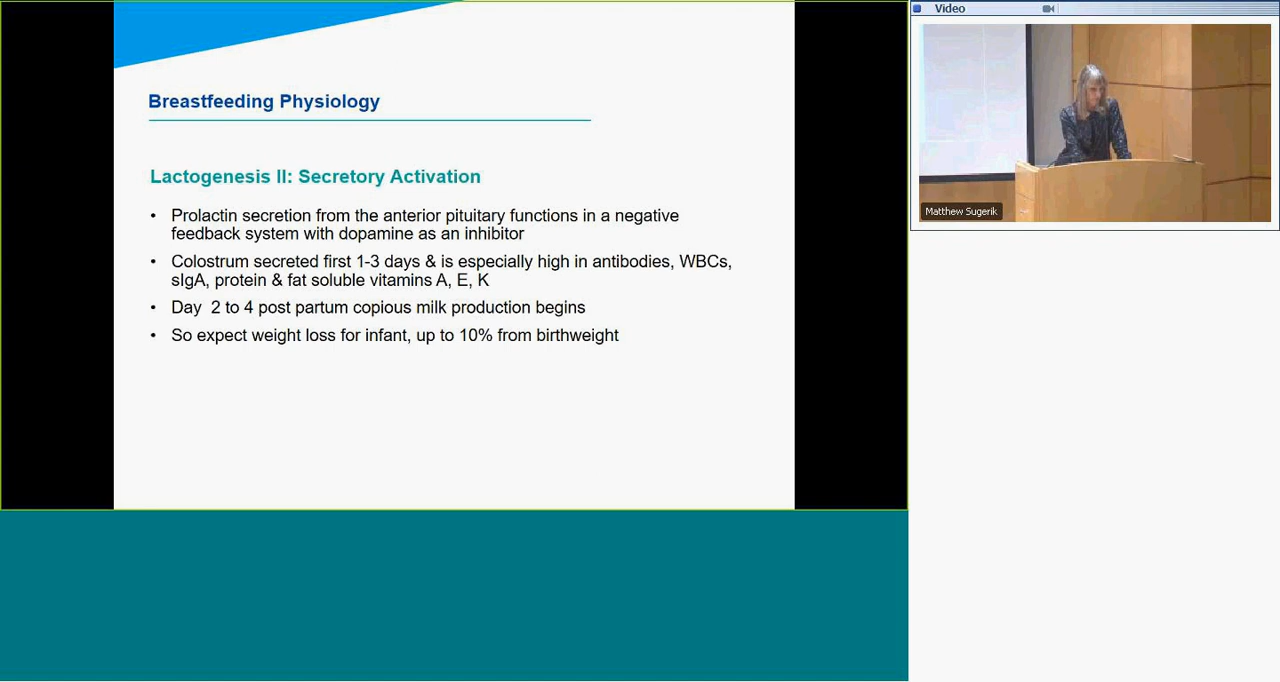 Breastfeeding Physiology
Lactogenesis II: Secretory Activation
• Prolactin secretion from the anterior pituitary functions in a negative
feedback system with dopamine as an inhibitor
• Colostrum secreted first 1-3 days & is especially high in antibodies, WBCs,
sIgA, protein & fat soluble vitamins A, E, K
• Day  2 to 4 post partum copious milk production begins
• So expect weight loss for infant, up to 10% from birthweight
Video
Matthew Sugerik